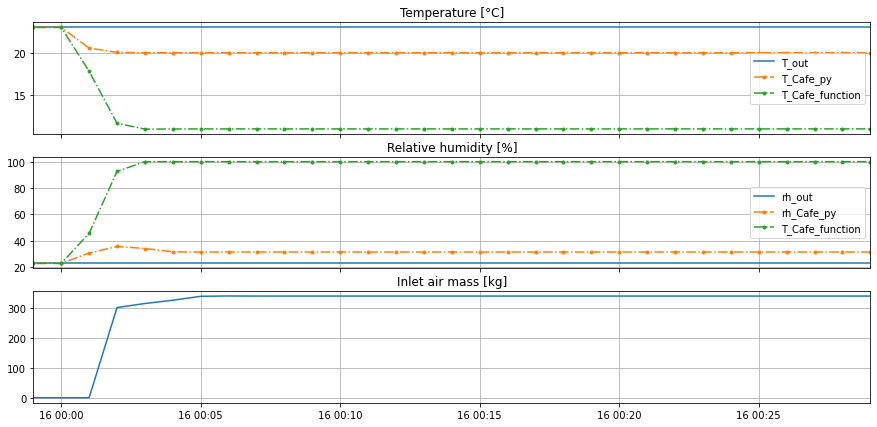 Temperature [°C]
20
15
T_out
T_Cafe_py
T_Cafe_function
Relative humidity [%]
100
80
60
40
20
rh_out
rh_Cafe_py
T_Cafe_function
Inlet air mass [kg]
300
200
100
0
16 00:00 16 00:05 16 00:10 16 00:15 16 00:20 16 00:25